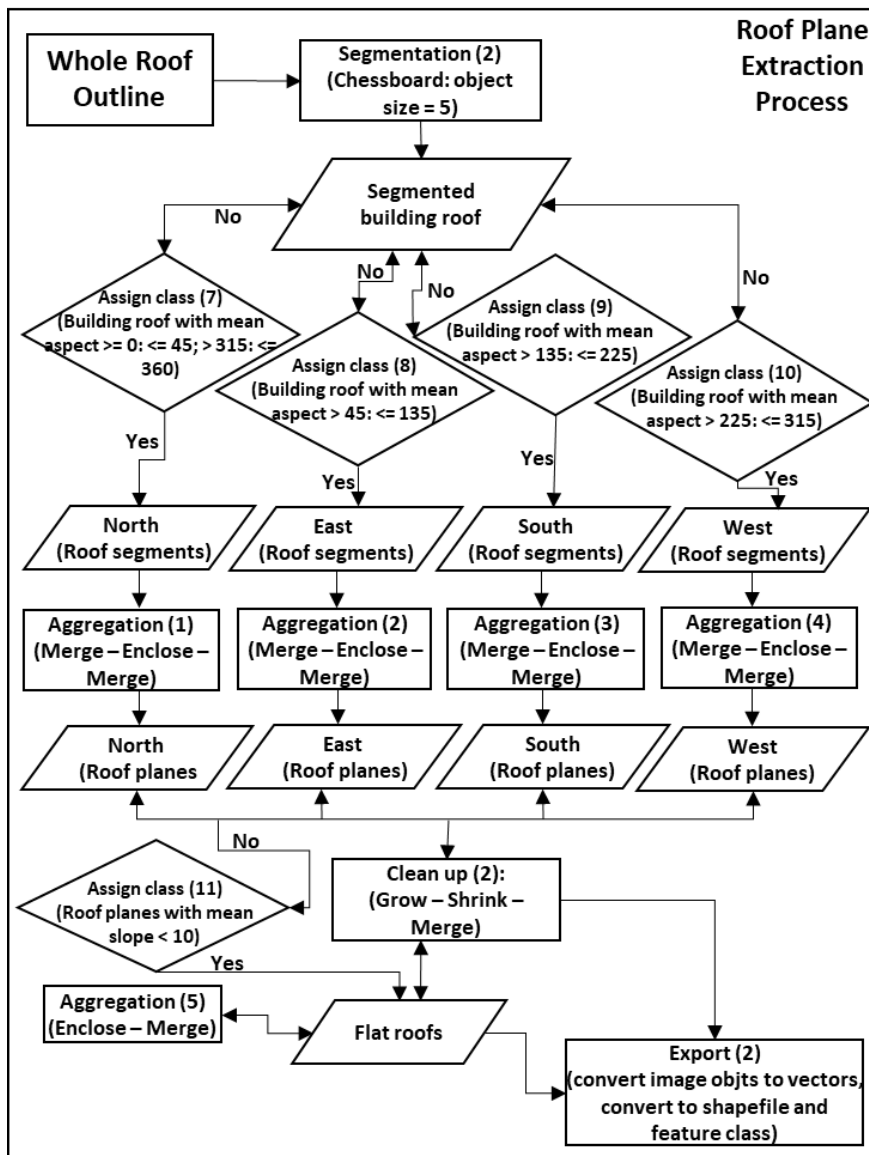 Roof Plane
Extraction
Process
Whole Roof
Outline
Segmentation (2)
(Chessboard: object
size = 5)
Segmented
building roof
No
No
No
No
Assign class (7)
(Building roof with mean
aspect >= 0: <= 45; > 315: <=
360)
Assign class (8)
(Building roof with mean
aspect > 45: <= 135)
Assign class (9)
(Building roof with mean
aspect > 135: <= 225)
Assign class (10)
(Building roof with mean
aspect > 225: <= 315)
Yes
Yes
Yes
Yes
North
(Roof segments)
East
(Roof segments)
South
(Roof segments)
West
(Roof segments)
Aggregation (1)
(Merge – Enclose –
Merge)
Aggregation (2)
(Merge – Enclose –
Merge)
Aggregation (3)
(Merge – Enclose –
Merge)
Aggregation (4)
(Merge – Enclose –
Merge)
North
(Roof planes
East
(Roof planes)
South
(Roof planes)
West
(Roof planes)
No
Assign class (11)
(Roof planes with mean
slope < 10)
Yes
Clean up (2):
(Grow – Shrink –
Merge)
Aggregation (5)
(Enclose – Merge)
Flat roofs
Export (2)
(convert image objts to vectors,
convert to shapefile and
feature class)